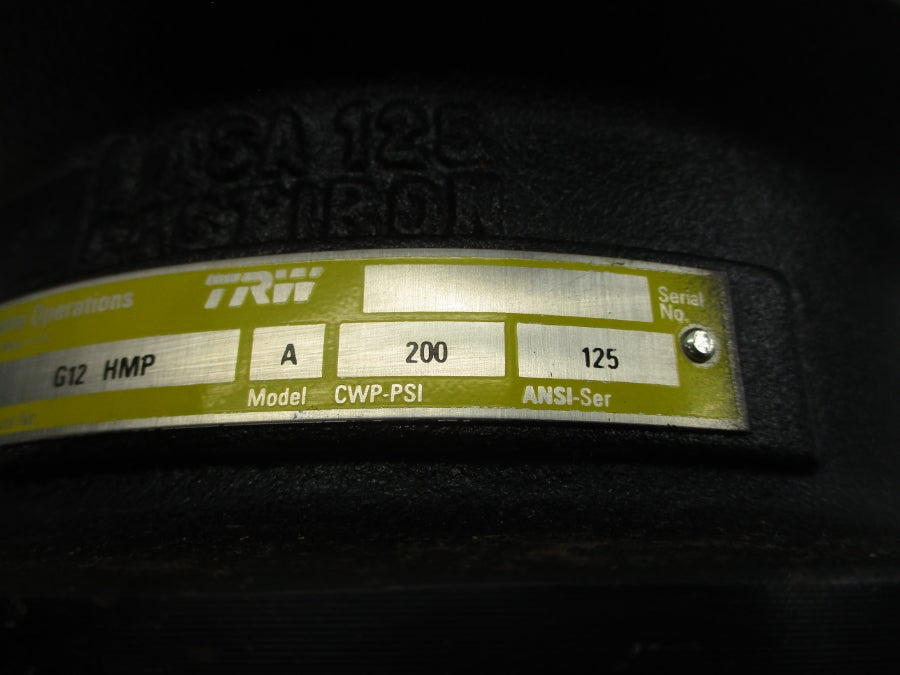 ASA 125
CAST IRON
Operations
TRW
Serial
No.
G12 HMP
A
200
125
Model
CWP-PSI
ANSI-Ser